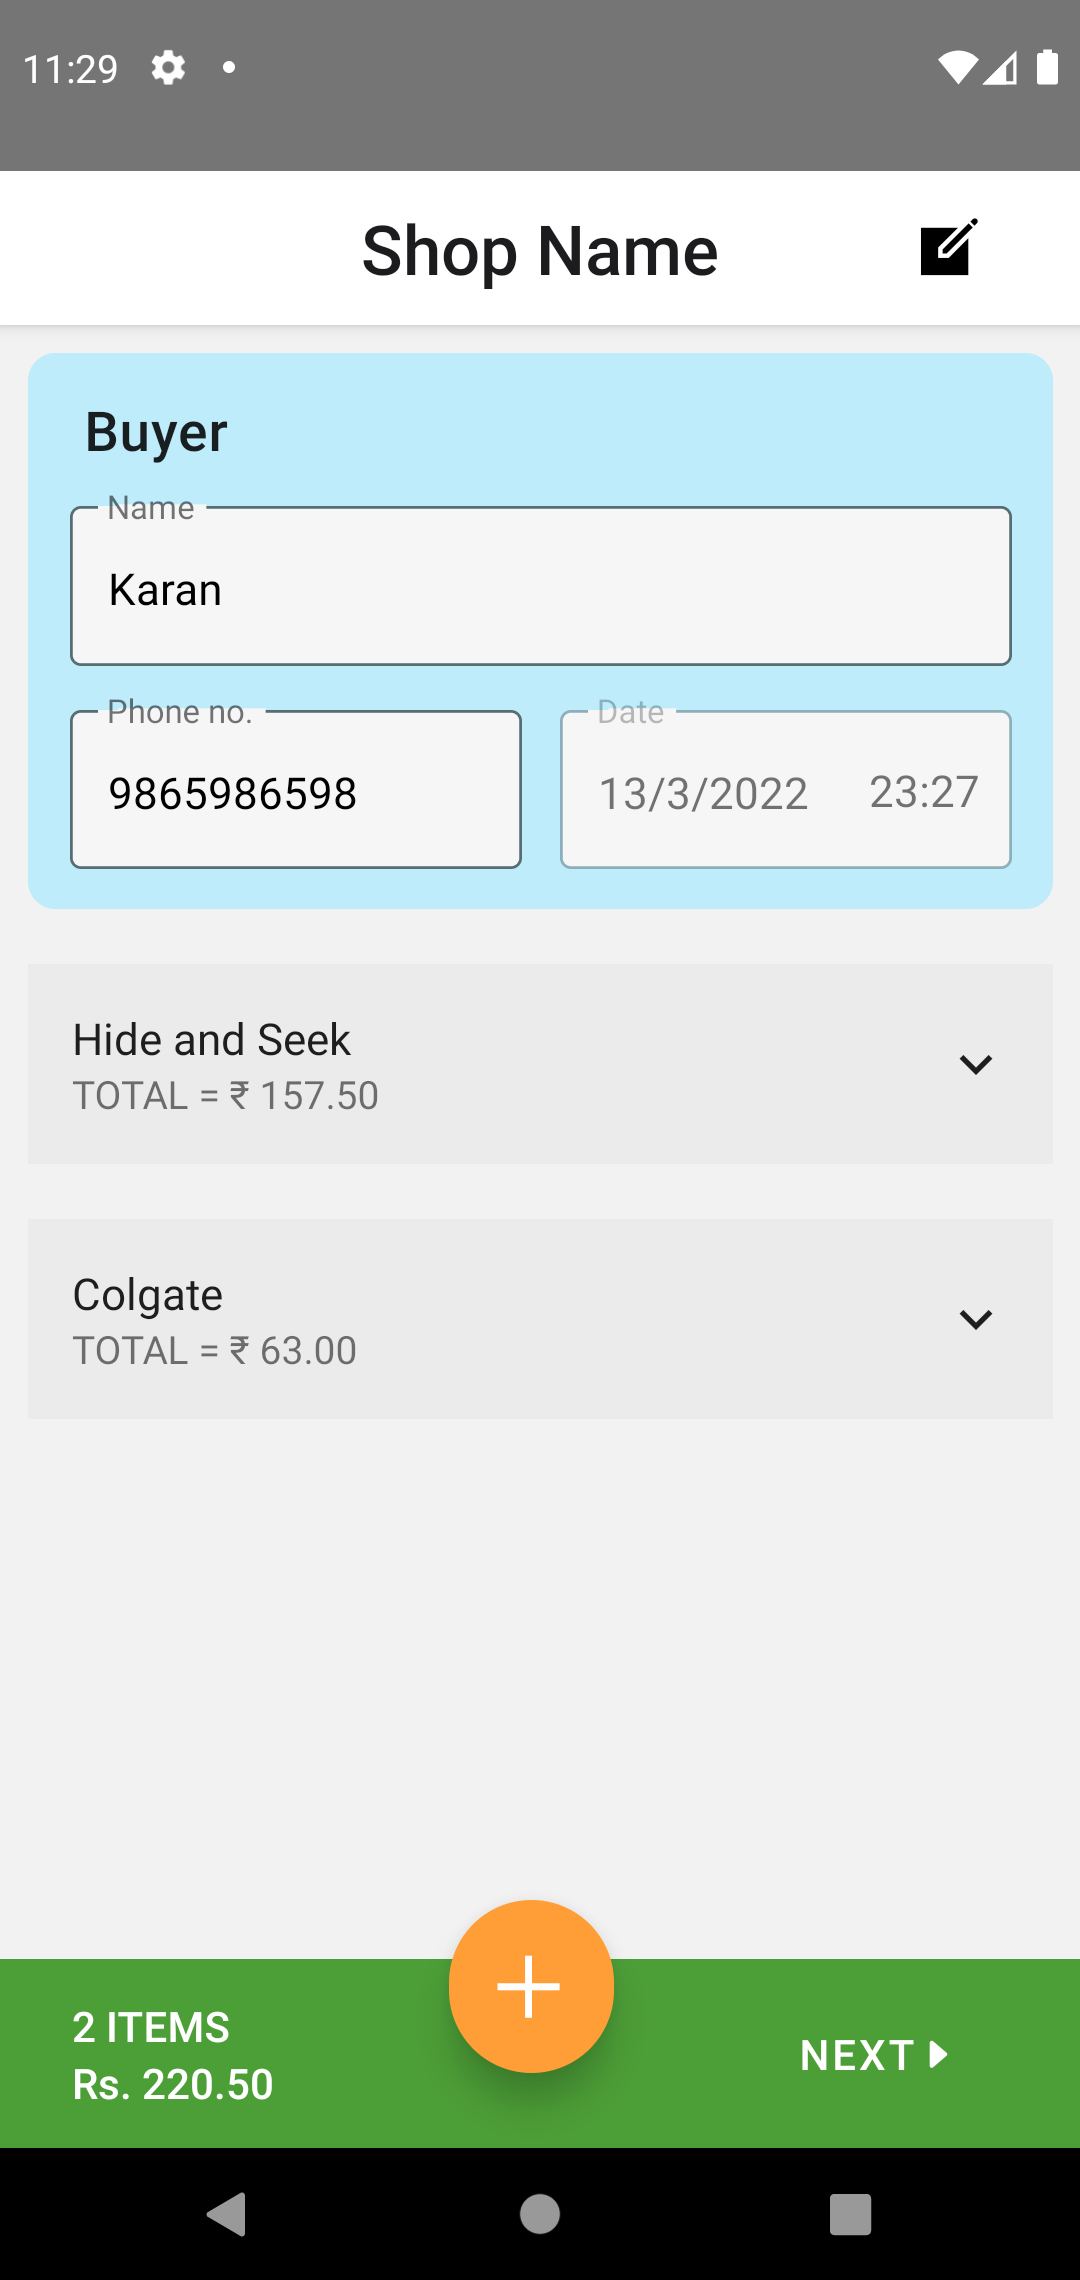 11:29
Shop Name
Buyer
Name
Karan
Phone no.
9865986598
Date
13/3/2022 23:27
Hide and Seek
TOTAL = ₹ 157.50
Colgate
TOTAL = ₹ 63.00
2 ITEMS
Rs. 220.50
NEXT